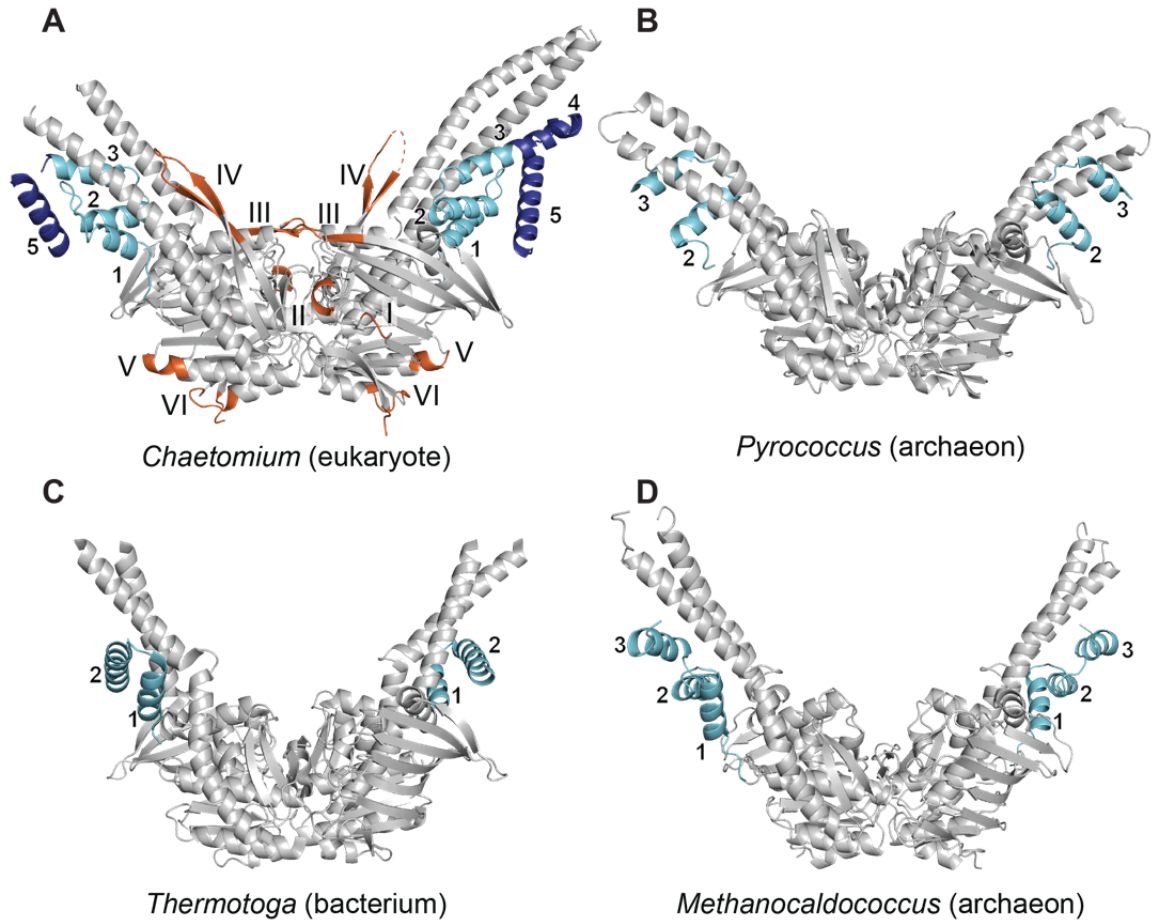 A
B
4
3
3
IV
IV
2
III
III
2
5
5
1
1
II
I
V
V
VI
VI
Chaetomium (eukaryote)
3
3
2
2
Pyrococcus (archaeon)
C
D
2
2
1
1
Thermotoga (bacterium)
3
3
2
2
1
1
Methanocaldococcus (archaeon)